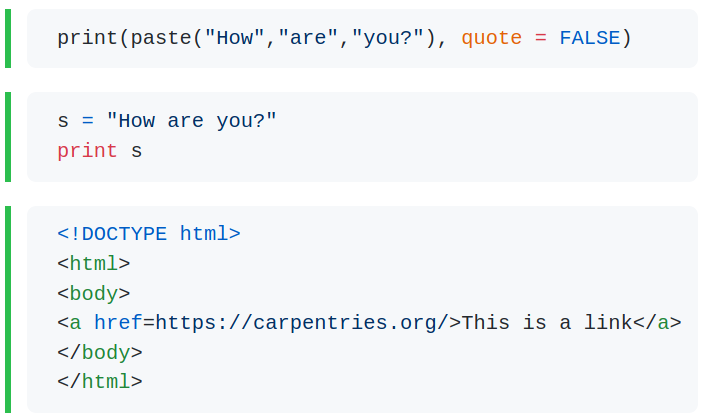 print(paste("How","are","you?"), quote = FALSE)
s = "How are you?"
print s
<!DOCTYPE html>
<html>
<body>
<a href=https://carpentries.org/>This is a link</a>
</body>
</html>